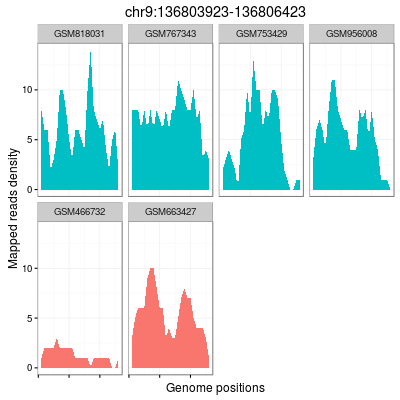 chr9:136803923-136806423
GSM818031 GSM767343 GSM753429 GSM956008
10
5
0
GSM466732 GSM663427
10
5
0
Mapped reads density
Genome positions